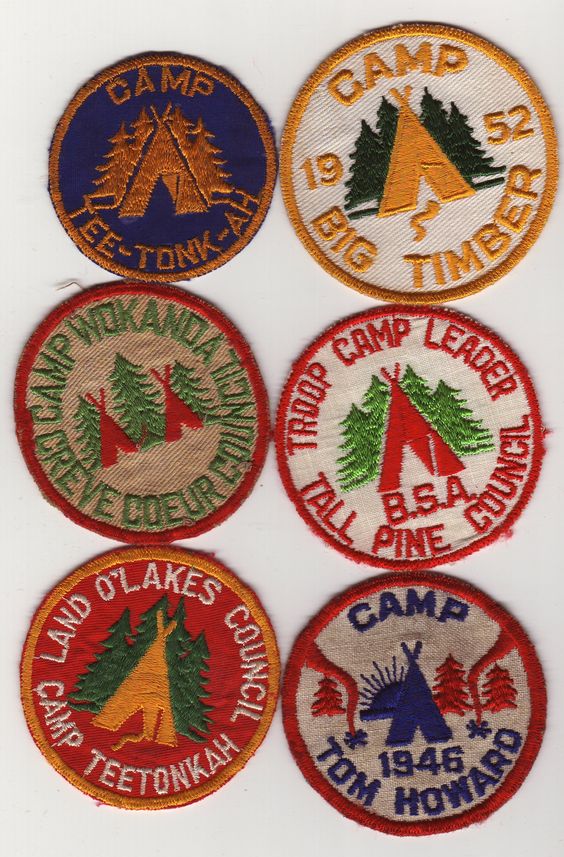 CAMP
TEE-TONK-AH
CAMP
19 52
BIG TIMBER
CAMP WOKANDA
CREVE COEUR COUNCIL
TROOP CAMP LEADER
B.S.A.
TALL PINE COUNCIL
LAND O'LAKES COUNCIL
CAMP TEETONKAH
CAMP
1946
TOM HOWARD